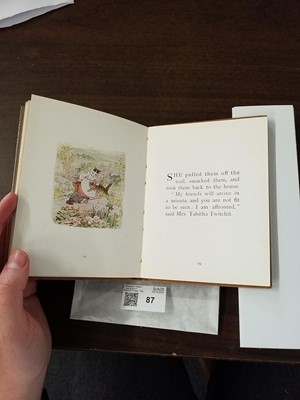 SHE pulled them off the
wall, smacked them, and
took them back to the house.
"My friends will arrive in
a minute, and you are not fit
to be seen; I am affronted,"
said Mrs. Tabitha Twitchit.
87